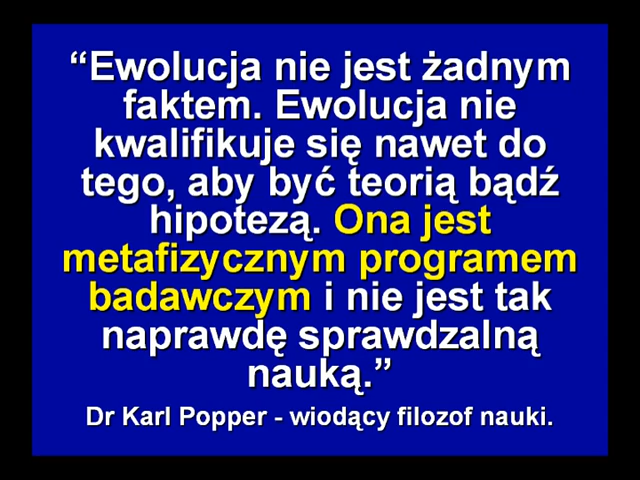 “Ewolucja nie jest żadnym
faktem. Ewolucja nie
kwalifikuje się nawet do
tego, aby być teorią bądź
hipotezą. Ona jest
metafizycznym programem
badawczym i nie jest tak
naprawdę sprawdzalną
nauką.”
Dr Karl Popper - wiodący filozof nauki.